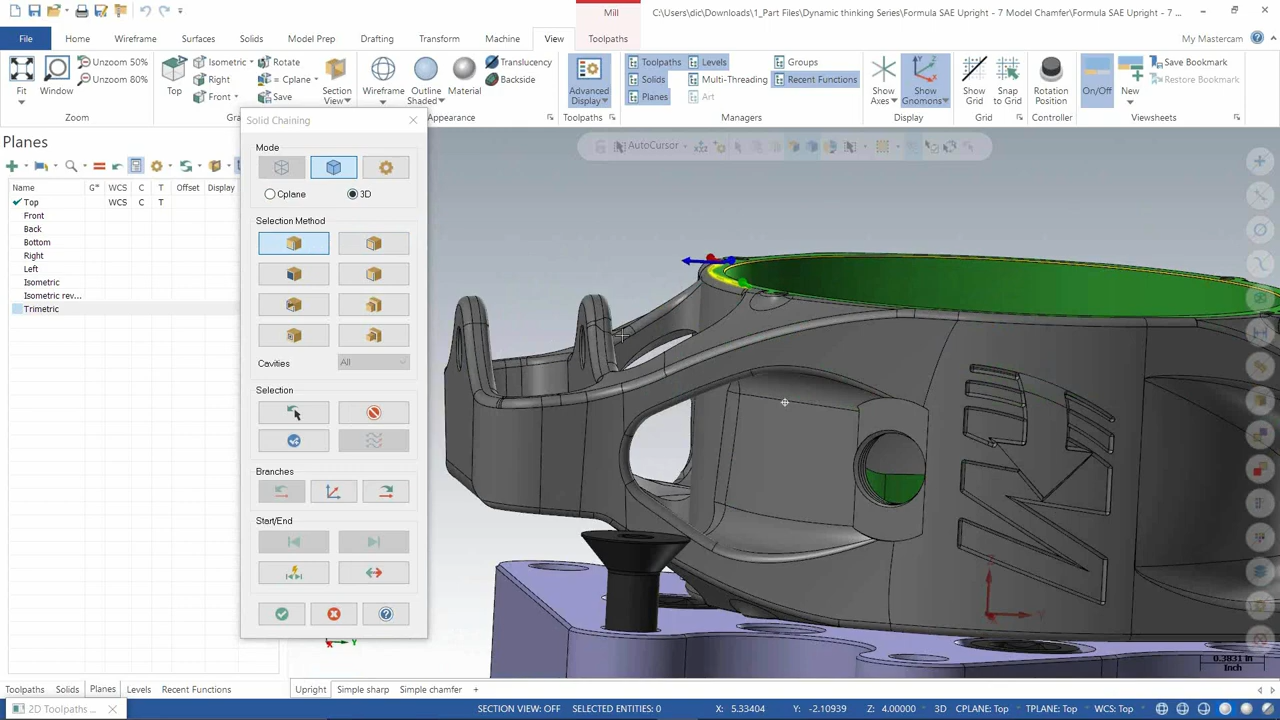 Mill
C:\Users\dic\Downloads\1_Part Files\Dynamic thinking Series\Formula SAE Upright - 7 Model Chamfer\Formula SAE Upright - 7 ...
File Home Wireframe Surfaces Solids Model Prep Drafting Transform Machine View Toolpaths My Mastercam
Fit Window Unzoom 50% Unzoom 80% Zoom
Top Isometric Right Front Rotate = Cplane Save Section View
Wireframe Outline Shaded Material Translucency Backside Appearance
Advanced Display Toolpaths
Toolpaths Solids Planes Levels Multi-Threading Art Groups Recent Functions Managers
Show Axes Show Gnomons Display
Show Grid Snap to Grid Grid
Rotation Position Controller
On/Off New Save Bookmark Restore Bookmark Viewsheets
Solid Chaining
Planes
AutoCursor
Name G* WCS C T Offset Display
Top WCS C T
Front
Back
Bottom
Right
Left
Isometric
Isometric rev...
Trimetric
Mode
Cplane 3D
Selection Method
Cavities All
Selection
Branches
Start/End
Y
X Y
0.3831 in
Inch
Toolpaths Solids Planes Levels Recent Functions
Upright Simple sharp Simple chamfer +
2D Toolpaths ...
SECTION VIEW: OFF SELECTED ENTITIES: 0 X: 5.33404 Y: -2.10939 Z: 4.00000 3D CPLANE: Top TPLANE: Top WCS: Top